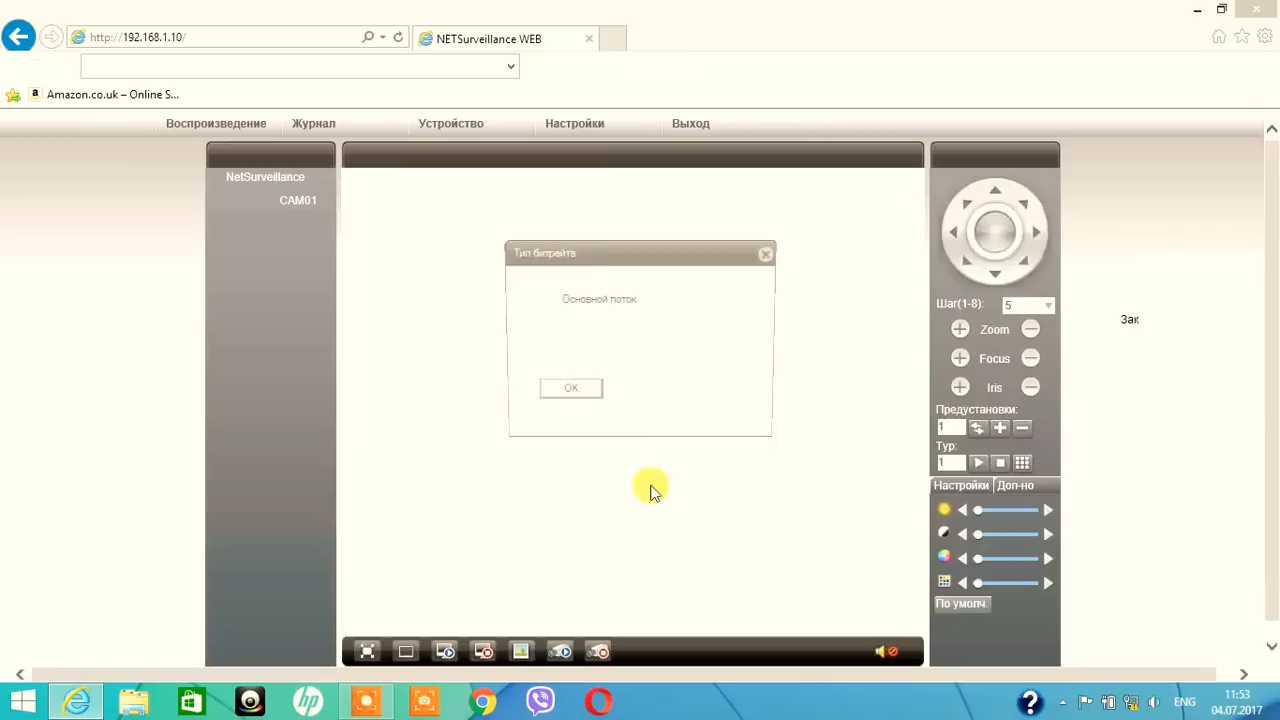 http://192.168.1.10/
NETSurveillance WEB
Amazon.co.uk – Online S...
Воспроизведение
Журнал
Устройство
Настройки
Выход
NetSurveillance
CAM01
Тип битрейта
Основной поток
OK
Шаг(1-8):
5
Zoom
Focus
Iris
Предустановки:
1
Тур:
1
Настройки
Доп-но
По умолч.
Зак
hp
?
ENG
11:53
04.07.2017